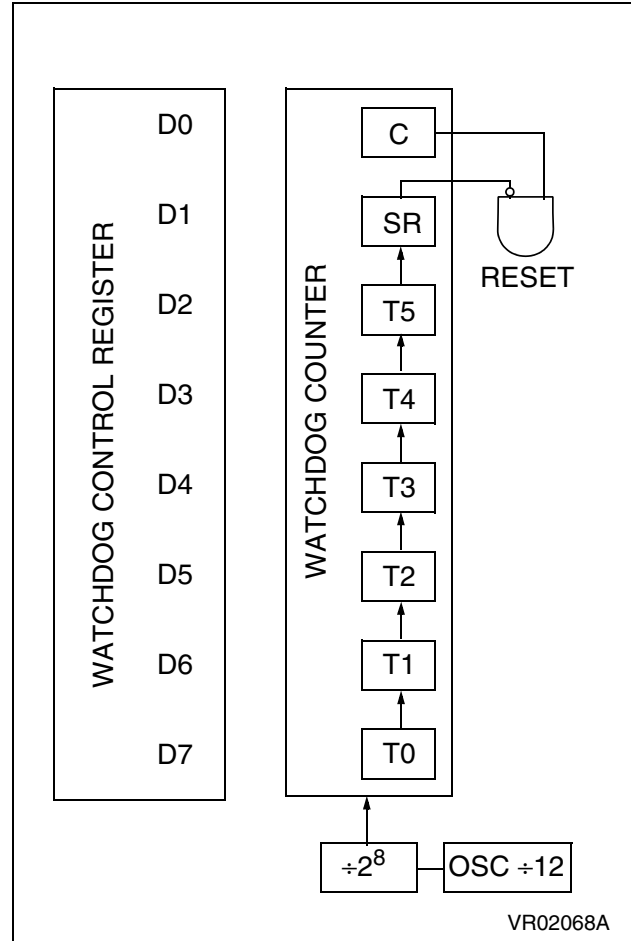 WATCHDOG CONTROL REGISTER
D0
D1
D2
D3
D4
D5
D6
D7
WATCHDOG COUNTER
C
SR
T5
T4
T3
T2
T1
T0
RESET
÷2⁸
OSC ÷12
VR02068A